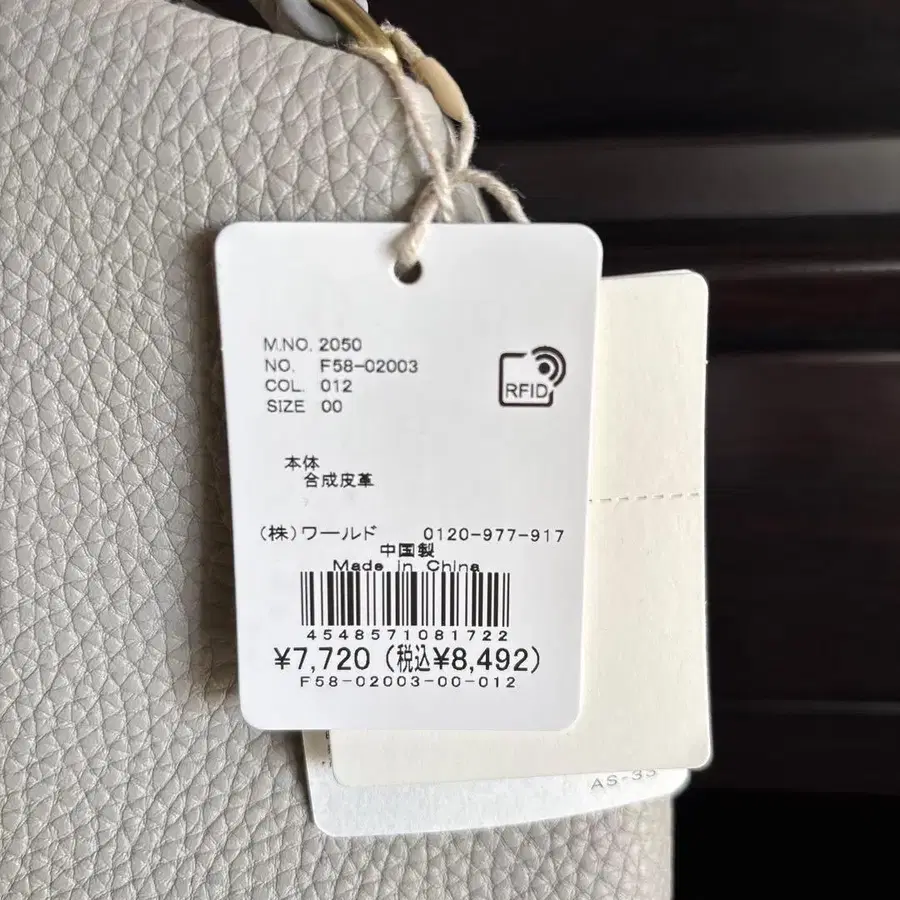 M.NO. 2050
NO. F58-02003
COL. 012
SIZE 00
RFID
本体
合成皮革
(株)ワールド 0120-977-917
中国製
Made in China
4548571081722
¥7,720(税込¥8,492)
F58-02003-00-012